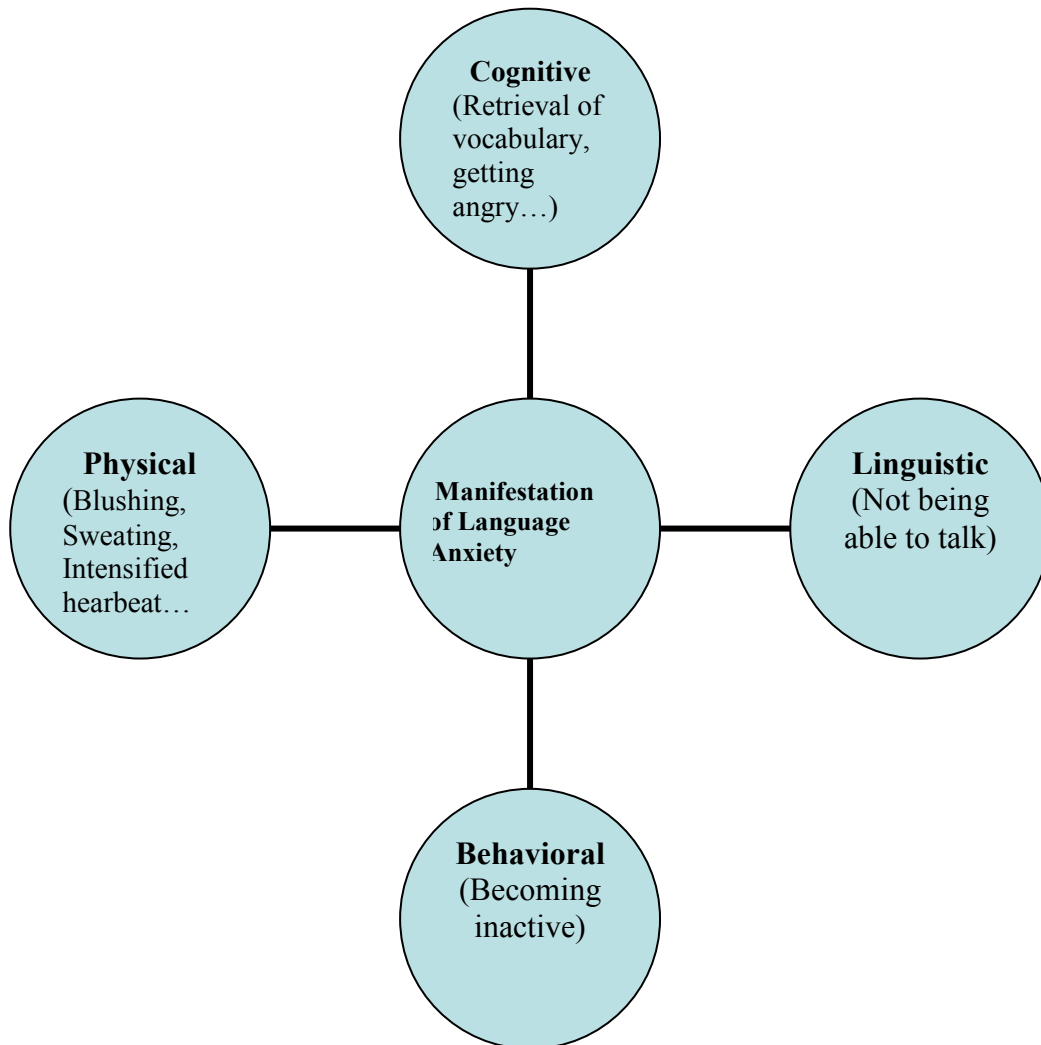 Cognitive
(Retrieval of
vocabulary,
getting
angry…)
Physical
(Blushing,
Sweating,
Intensified
hearbeat…
Manifestation
of Language
Anxiety
Linguistic
(Not being
able to talk)
Behavioral
(Becoming
inactive)